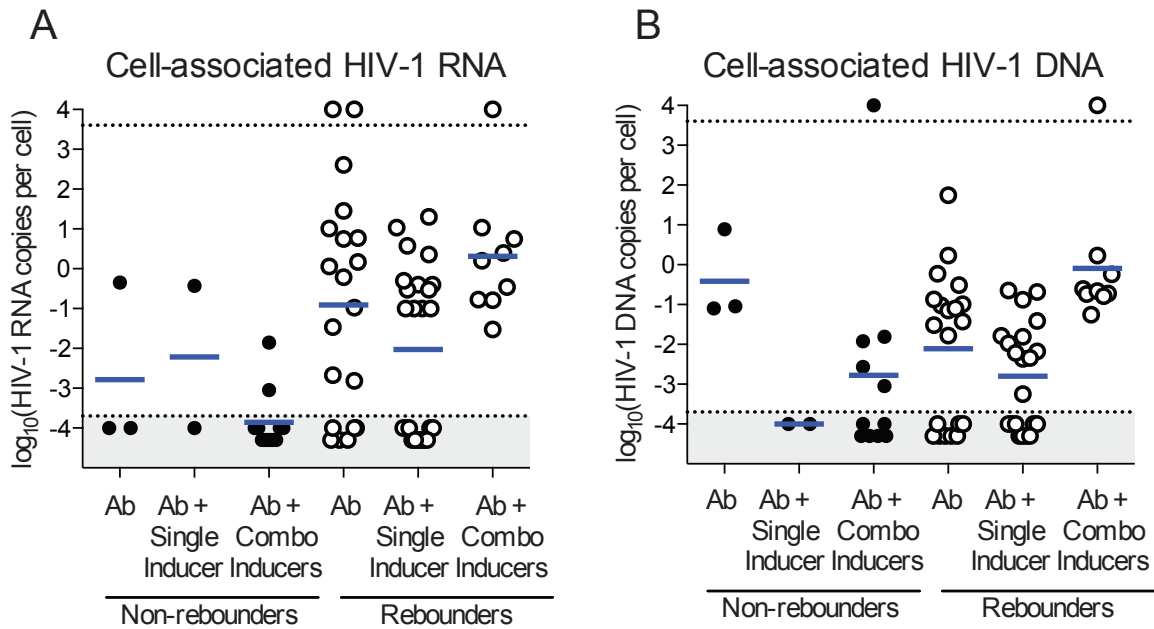 A
Cell-associated HIV-1 RNA
log10(HIV-1 RNA copies per cell)
4
3
2
1
0
-1
-2
-3
-4
Ab
Ab +
Single
Inducer
Ab +
Combo
Inducers
Ab
Ab +
Single
Inducer
Ab +
Combo
Inducers
Non-rebounders
Rebounders
B
Cell-associated HIV-1 DNA
log10(HIV-1 DNA copies per cell)
4
3
2
1
0
-1
-2
-3
-4
Ab
Ab +
Single
Inducer
Ab +
Combo
Inducers
Ab
Ab +
Single
Inducer
Ab +
Combo
Inducers
Non-rebounders
Rebounders